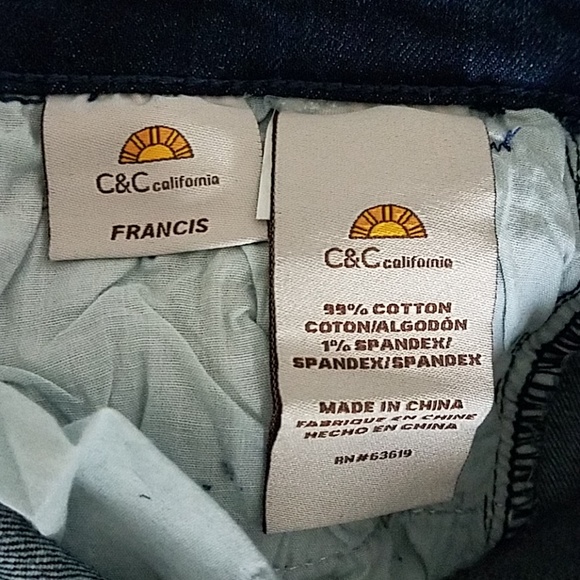 C&C california
FRANCIS
C&C california
99% COTTON
COTON/ALGODÓN
1% SPANDEX/
SPANDEX/SPANDEX
MADE IN CHINA
FABRIQUE EN CHINE
HECHO EN CHINA
RN#63619